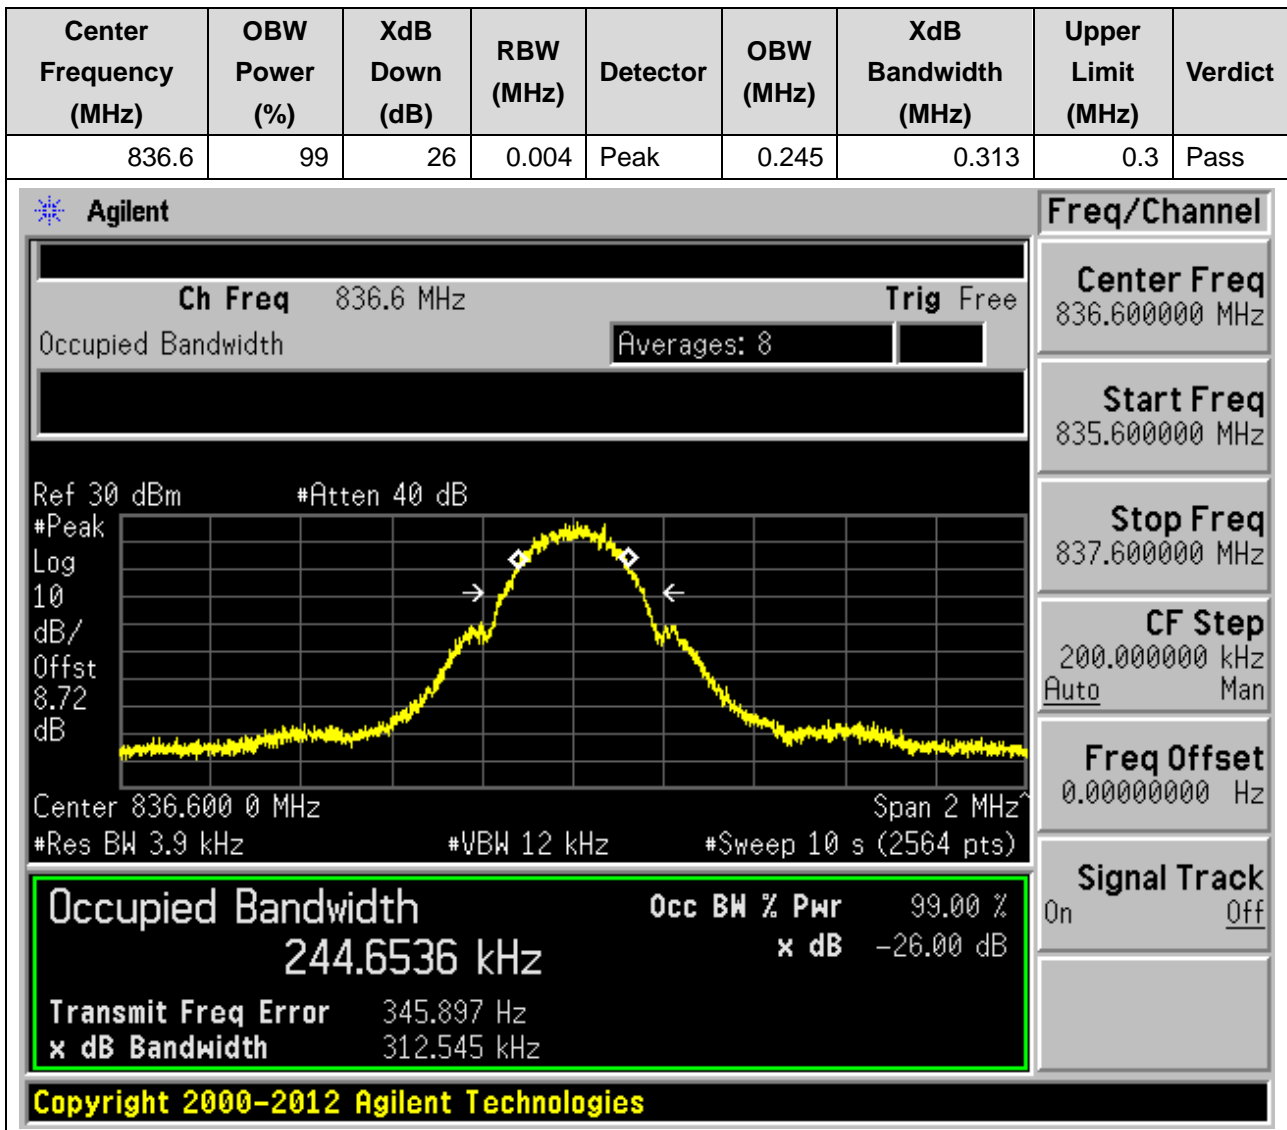 Center Frequency (MHz) OBW Power (%) XdB Down (dB) RBW (MHz) Detector OBW (MHz) XdB Bandwidth (MHz) Upper Limit (MHz) Verdict
836.6 99 26 0.004 Peak 0.245 0.313 0.3 Pass
Agilent
Freq/Channel
Ch Freq 836.6 MHz Trig Free
Occupied Bandwidth Averages: 8
Ref 30 dBm #Atten 40 dB
#Peak
Log
10
dB/
Offst
8.72
dB
Center 836.600 0 MHz Span 2 MHz^
#Res BW 3.9 kHz #VBW 12 kHz #Sweep 10 s (2564 pts)
Occupied Bandwidth
244.6536 kHz
Occ BW % Pwr 99.00 %
x dB -26.00 dB
Transmit Freq Error 345.897 Hz
x dB Bandwidth 312.545 kHz
Center Freq
836.600000 MHz
Start Freq
835.600000 MHz
Stop Freq
837.600000 MHz
CF Step
200.000000 kHz
Auto Man
Freq Offset
0.00000000 Hz
Signal Track
On Off
Copyright 2000-2012 Agilent Technologies